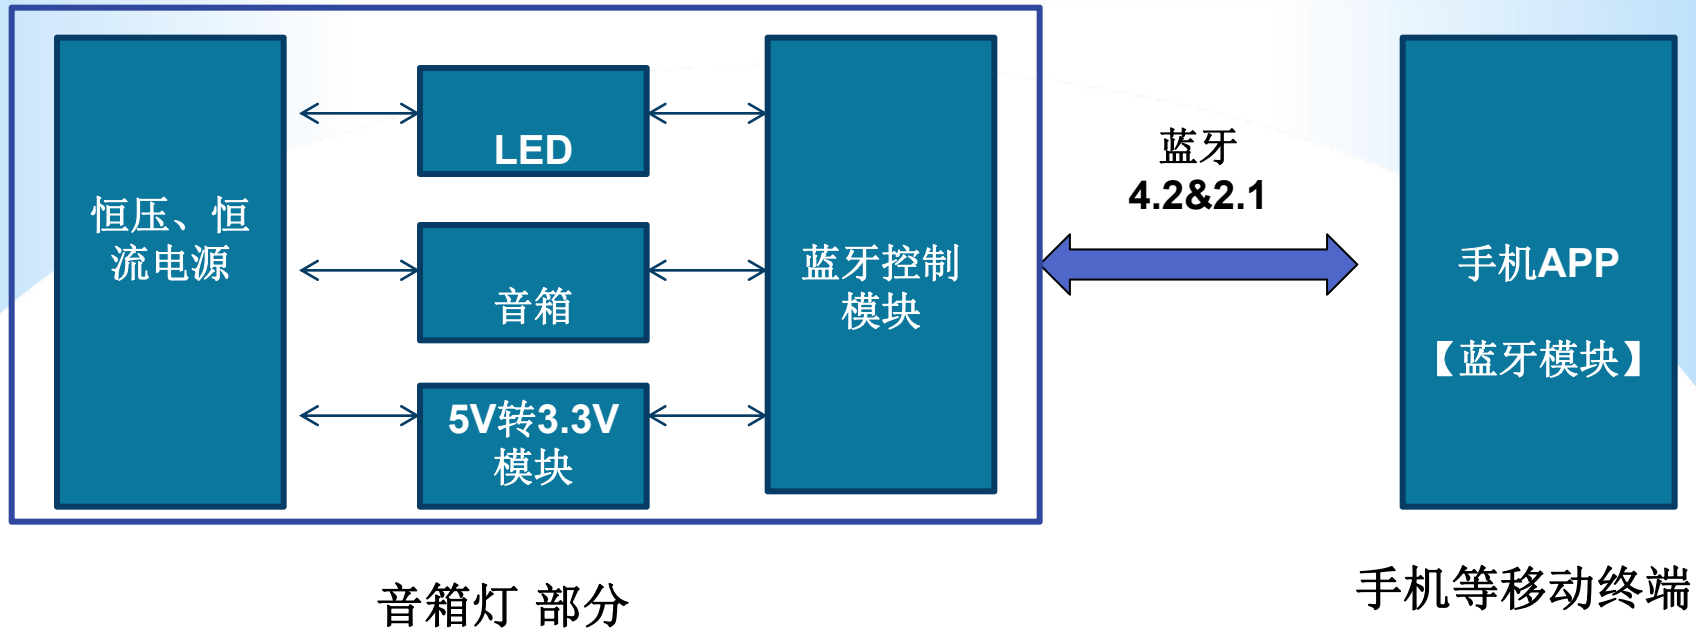 恒压、恒
流电源
LED
音箱
5V转3.3V
模块
蓝牙控制
模块
蓝牙
4.2&2.1
手机APP
【蓝牙模块】
音箱灯 部分
手机等移动终端